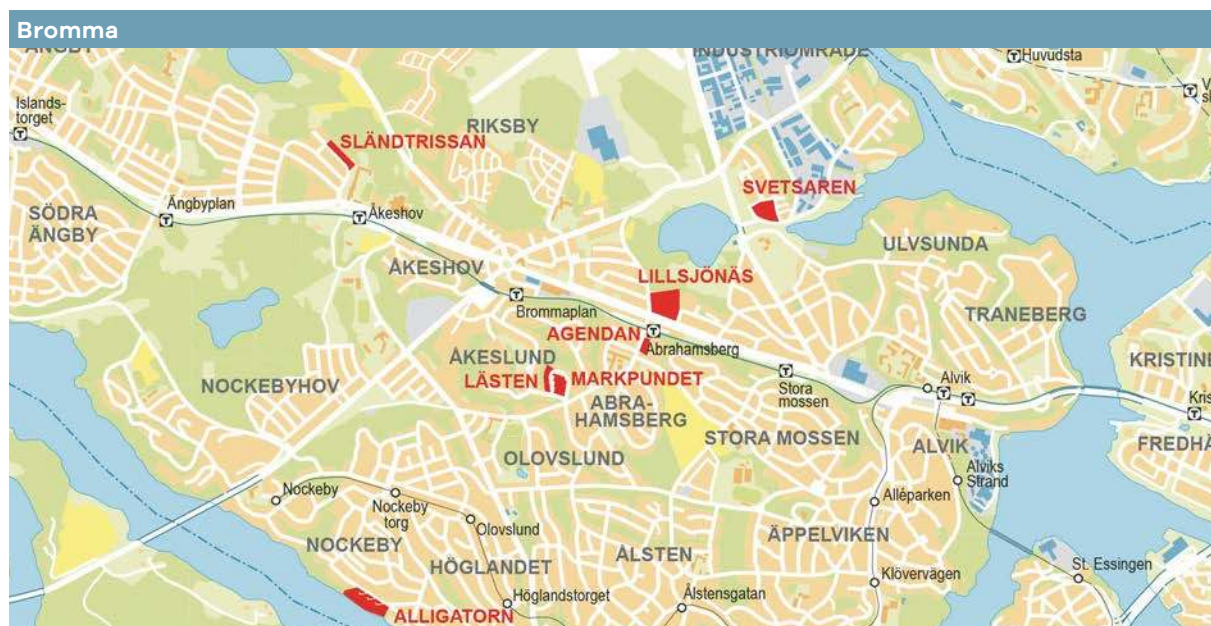 Bromma
ÄNGBY
INDUSTRIOMRÅDE
Huvudsta
Islands-
torget
SLÄNDTRISSAN
RIKSBY
SVETSAREN
SÖDRA
ÄNGBY
Ängbyplan
Åkeshov
ÅKESHOV
ULVSUNDA
LILLSJÖNÄS
Brommaplan
AGENDAN
Abrahamsberg
TRANEBERG
ÅKESLUND
LÄSTEN
MARKPUNDET
NOCKEBYHOV
ABRA-
HAMSBERG
Stora
mossen
Alvik
KRISTINE
Kris
STORA MOSSEN
ALVIK
FREDHÄ
OLOVSLUND
Alviks
Strand
Nockeby
Nockeby
torg
Olovslund
Alléparken
NOCKEBY
HÖGLANDET
ÅLSTEN
ÄPPELVIKEN
St. Essingen
Klövervägen
Höglandstorget
Ålstensgatan
ALLIGATORN